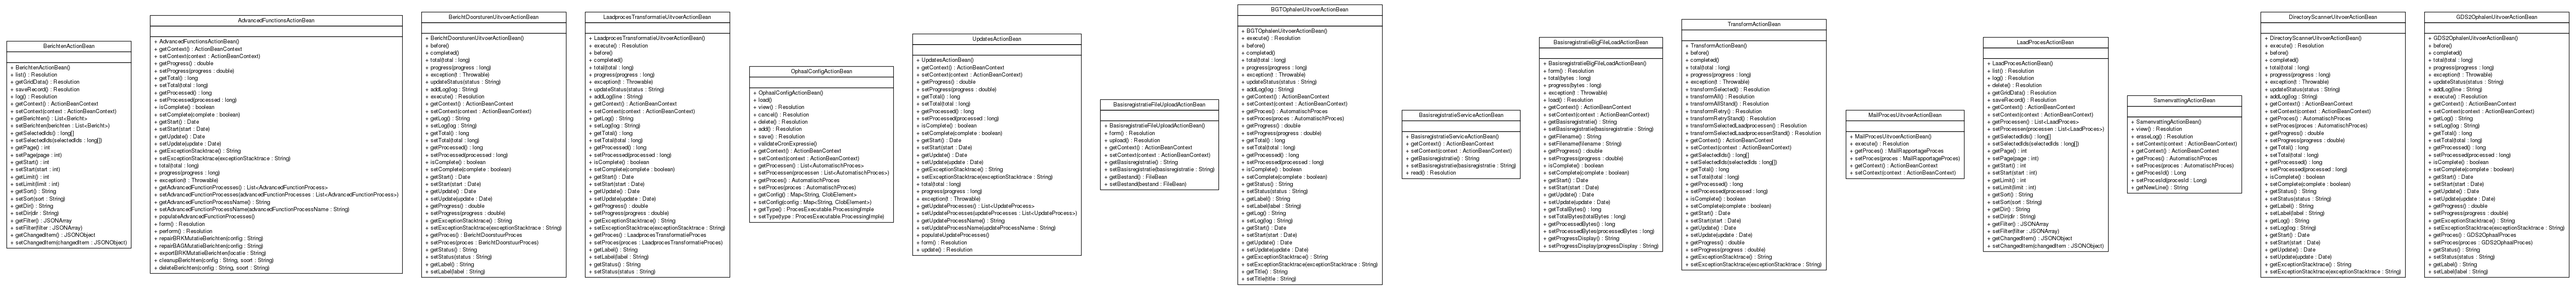 BerichtenActionBean
+ BerichtenActionBean()
+ list() : Resolution
+ getGridData() : Resolution
+ saveRecord() : Resolution
+ log() : Resolution
+ getContext() : ActionBeanContext
+ setContext(context : ActionBeanContext)
+ getBerichten() : List<Bericht>
+ setBerichten(berichten : List<Bericht>)
+ getSelectedIds() : long[]
+ setSelectedIds(selectedIds : long[])
+ getPage() : int
+ setPage(page : int)
+ getStart() : int
+ setStart(start : int)
+ getLimit() : int
+ setLimit(limit : int)
+ getSort() : String
+ setSort(sort : String)
+ getDir() : String
+ setDir(dir : String)
+ getFilter() : JSONArray
+ setFilter(filter : JSONArray)
+ getChangedItem() : JSONObject
+ setChangedItem(changedItem : JSONObject)
AdvancedFunctionsActionBean
+ AdvancedFunctionsActionBean()
+ getContext() : ActionBeanContext
+ setContext(context : ActionBeanContext)
+ getProgress() : double
+ setProgress(progress : double)
+ getTotal() : long
+ setTotal(total : long)
+ getProcessed() : long
+ setProcessed(processed : long)
+ isComplete() : boolean
+ setComplete(complete : boolean)
+ getStart() : Date
+ setStart(start : Date)
+ getUpdate() : Date
+ setUpdate(update : Date)
+ getExceptionStacktrace() : String
+ setExceptionStacktrace(exceptionStacktrace : String)
+ total(total : long)
+ progress(progress : long)
+ exception(t : Throwable)
+ getAdvancedFunctionProcesses() : List<AdvancedFunctionProcess>
+ setAdvancedFunctionProcesses(advancedFunctionProcesses : List<AdvancedFunctionProcess>)
+ getAdvancedFunctionProcessName() : String
+ setAdvancedFunctionProcessName(advancedFunctionProcessName : String)
+ populateAdvancedFunctionProcesses()
+ form() : Resolution
+ perform() : Resolution
+ repairBRKMutatieBerichten(config : String)
+ repairBAGMutatieBerichten(config : String)
+ exportBRKMutatieBerichten(locatie : String)
+ cleanupBerichten(config : String, soort : String)
+ deleteBerichten(config : String, soort : String)
BerichtDoorsturenUitvoerActionBean
+ BerichtDoorsturenUitvoerActionBean()
+ before()
+ completed()
+ total(total : long)
+ progress(progress : long)
+ exception(t : Throwable)
+ updateStatus(status : String)
+ addLog(log : String)
+ execute() : Resolution
+ getContext() : ActionBeanContext
+ setContext(context : ActionBeanContext)
+ getLog() : String
+ setLog(log : String)
+ getTotal() : long
+ setTotal(total : long)
+ getProcessed() : long
+ setProcessed(processed : long)
+ isComplete() : boolean
+ setComplete(complete : boolean)
+ getStart() : Date
+ setStart(start : Date)
+ getUpdate() : Date
+ setUpdate(update : Date)
+ getProgress() : double
+ setProgress(progress : double)
+ getExceptionStacktrace() : String
+ setExceptionStacktrace(exceptionStacktrace : String)
+ getProces() : BerichtDoorstuurProces
+ setProces(proces : BerichtDoorstuurProces)
+ getStatus() : String
+ setStatus(status : String)
+ getLabel() : String
+ setLabel(label : String)
LaadprocesTransformatieUitvoerActionBean
+ LaadprocesTransformatieUitvoerActionBean()
+ execute() : Resolution
+ before()
+ completed()
+ total(total : long)
+ progress(progress : long)
+ exception(t : Throwable)
+ updateStatus(status : String)
+ addLog(line : String)
+ getContext() : ActionBeanContext
+ setContext(context : ActionBeanContext)
+ getLog() : String
+ setLog(log : String)
+ getTotal() : long
+ setTotal(total : long)
+ getProcessed() : long
+ setProcessed(processed : long)
+ isComplete() : boolean
+ setComplete(complete : boolean)
+ getStart() : Date
+ setStart(start : Date)
+ getUpdate() : Date
+ setUpdate(update : Date)
+ getProgress() : double
+ setProgress(progress : double)
+ getExceptionStacktrace() : String
+ setExceptionStacktrace(exceptionStacktrace : String)
+ getProces() : LaadprocesTransformatieProces
+ setProces(proces : LaadprocesTransformatieProces)
+ getLabel() : String
+ setLabel(label : String)
+ getStatus() : String
+ setStatus(status : String)
OphaalConfigActionBean
+ OphaalConfigActionBean()
+ load()
+ view() : Resolution
+ cancel() : Resolution
+ delete() : Resolution
+ add() : Resolution
+ save() : Resolution
+ validateCronExpressie()
+ getContext() : ActionBeanContext
+ setContext(context : ActionBeanContext)
+ getProcessen() : List<AutomatischProces>
+ setProcessen(processen : List<AutomatischProces>)
+ getProces() : AutomatischProces
+ setProces(proces : AutomatischProces)
+ getConfig() : Map<String, ClobElement>
+ setConfig(config : Map<String, ClobElement>)
+ getType() : ProcesExecutable.ProcessingImple
+ setType(type : ProcesExecutable.ProcessingImple)
UpdatesActionBean
+ UpdatesActionBean()
+ getContext() : ActionBeanContext
+ setContext(context : ActionBeanContext)
+ getProgress() : double
+ setProgress(progress : double)
+ getTotal() : long
+ setTotal(total : long)
+ getProcessed() : long
+ setProcessed(processed : long)
+ isComplete() : boolean
+ setComplete(complete : boolean)
+ getStart() : Date
+ setStart(start : Date)
+ getUpdate() : Date
+ setUpdate(update : Date)
+ getExceptionStacktrace() : String
+ setExceptionStacktrace(exceptionStacktrace : String)
+ total(total : long)
+ progress(progress : long)
+ exception(t : Throwable)
+ getUpdateProcesses() : List<UpdateProcess>
+ setUpdateProcesses(updateProcesses : List<UpdateProcess>)
+ getUpdateProcessName() : String
+ setUpdateProcessName(updateProcessName : String)
+ populateUpdateProcesses()
+ form() : Resolution
+ update() : Resolution
BasisregistratieFileUploadActionBean
+ BasisregistratieFileUploadActionBean()
+ form() : Resolution
+ upload() : Resolution
+ getContext() : ActionBeanContext
+ setContext(context : ActionBeanContext)
+ getBasisregistratie() : String
+ setBasisregistratie(basisregistratie : String)
+ getBestand() : FileBean
+ setBestand(bestand : FileBean)
BGTOphalenUitvoerActionBean
+ BGTOphalenUitvoerActionBean()
+ execute() : Resolution
+ before()
+ completed()
+ total(total : long)
+ progress(progress : long)
+ exception(t : Throwable)
+ updateStatus(status : String)
+ addLog(log : String)
+ getContext() : ActionBeanContext
+ setContext(context : ActionBeanContext)
+ getProces() : AutomatischProces
+ setProces(proces : AutomatischProces)
+ getProgress() : double
+ setProgress(progress : double)
+ getTotal() : long
+ setTotal(total : long)
+ getProcessed() : long
+ setProcessed(processed : long)
+ isComplete() : boolean
+ setComplete(complete : boolean)
+ getStatus() : String
+ setStatus(status : String)
+ getLabel() : String
+ setLabel(label : String)
+ getLog() : String
+ setLog(log : String)
+ getStart() : Date
+ setStart(start : Date)
+ getUpdate() : Date
+ setUpdate(update : Date)
+ getExceptionStacktrace() : String
+ setExceptionStacktrace(exceptionStacktrace : String)
+ getTitle() : String
+ setTitle(title : String)
BasisregistratieServiceActionBean
+ BasisregistratieServiceActionBean()
+ getContext() : ActionBeanContext
+ setContext(context : ActionBeanContext)
+ getBasisregistratie() : String
+ setBasisregistratie(basisregistratie : String)
+ read() : Resolution
BasisregistratieBigFileLoadActionBean
+ BasisregistratieBigFileLoadActionBean()
+ form() : Resolution
+ total(bytes : long)
+ progress(bytes : long)
+ exception(t : Throwable)
+ load() : Resolution
+ getContext() : ActionBeanContext
+ setContext(context : ActionBeanContext)
+ getBasisregistratie() : String
+ setBasisregistratie(basisregistratie : String)
+ getFilename() : String
+ setFilename(filename : String)
+ getProgress() : double
+ setProgress(progress : double)
+ isComplete() : boolean
+ setComplete(complete : boolean)
+ getStart() : Date
+ setStart(start : Date)
+ getUpdate() : Date
+ setUpdate(update : Date)
+ getTotalBytes() : long
+ setTotalBytes(totalBytes : long)
+ getProcessedBytes() : long
+ setProcessedBytes(processedBytes : long)
+ getProgressDisplay() : String
+ setProgressDisplay(progressDisplay : String)
TransformActionBean
+ TransformActionBean()
+ before()
+ completed()
+ total(total : long)
+ progress(progress : long)
+ exception(t : Throwable)
+ transformSelected() : Resolution
+ transformAll() : Resolution
+ transformAllStand() : Resolution
+ transformRetry() : Resolution
+ transformRetryStand() : Resolution
+ transformSelectedLaadprocessen() : Resolution
+ transformSelectedLaadprocessenStand() : Resolution
+ getContext() : ActionBeanContext
+ setContext(context : ActionBeanContext)
+ getSelectedIds() : long[]
+ setSelectedIds(selectedIds : long[])
+ getTotal() : long
+ setTotal(total : long)
+ getProcessed() : long
+ setProcessed(processed : long)
+ isComplete() : boolean
+ setComplete(complete : boolean)
+ getStart() : Date
+ setStart(start : Date)
+ getUpdate() : Date
+ setUpdate(update : Date)
+ getProgress() : double
+ setProgress(progress : double)
+ getExceptionStacktrace() : String
+ setExceptionStacktrace(exceptionStacktrace : String)
MailProcesUitvoerActionBean
+ MailProcesUitvoerActionBean()
+ execute() : Resolution
+ getProces() : MailRapportageProces
+ setProces(proces : MailRapportageProces)
+ getContext() : ActionBeanContext
+ setContext(context : ActionBeanContext)
LaadProcesActionBean
+ LaadProcesActionBean()
+ list() : Resolution
+ log() : Resolution
+ delete() : Resolution
+ getGridData() : Resolution
+ saveRecord() : Resolution
+ getContext() : ActionBeanContext
+ setContext(context : ActionBeanContext)
+ getProcessen() : List<LaadProces>
+ setProcessen(processen : List<LaadProces>)
+ getSelectedIds() : long[]
+ setSelectedIds(selectedIds : long[])
+ getPage() : int
+ setPage(page : int)
+ getStart() : int
+ setStart(start : int)
+ getLimit() : int
+ setLimit(limit : int)
+ getSort() : String
+ setSort(sort : String)
+ getDir() : String
+ setDir(dir : String)
+ getFilter() : JSONArray
+ setFilter(filter : JSONArray)
+ getChangedItem() : JSONObject
+ setChangedItem(changedItem : JSONObject)
SamenvattingActionBean
+ SamenvattingActionBean()
+ view() : Resolution
+ eraseLog() : Resolution
+ setContext(context : ActionBeanContext)
+ getContext() : ActionBeanContext
+ getProces() : AutomatischProces
+ setProces(proces : AutomatischProces)
+ getProcesId() : Long
+ setProcesId(procesId : Long)
+ getNewLine() : String
DirectoryScannerUitvoerActionBean
+ DirectoryScannerUitvoerActionBean()
+ execute() : Resolution
+ before()
+ completed()
+ total(total : long)
+ progress(progress : long)
+ exception(t : Throwable)
+ updateStatus(status : String)
+ addLog(log : String)
+ getContext() : ActionBeanContext
+ setContext(context : ActionBeanContext)
+ getProces() : AutomatischProces
+ setProces(proces : AutomatischProces)
+ getProgress() : double
+ setProgress(progress : double)
+ getTotal() : long
+ setTotal(total : long)
+ getProcessed() : long
+ setProcessed(processed : long)
+ isComplete() : boolean
+ setComplete(complete : boolean)
+ getStatus() : String
+ setStatus(status : String)
+ getLabel() : String
+ setLabel(label : String)
+ getLog() : String
+ setLog(log : String)
+ getStart() : Date
+ setStart(start : Date)
+ getUpdate() : Date
+ setUpdate(update : Date)
+ getExceptionStacktrace() : String
+ setExceptionStacktrace(exceptionStacktrace : String)
GDS2OphalenUitvoerActionBean
+ GDS2OphalenUitvoerActionBean()
+ before()
+ completed()
+ total(total : long)
+ progress(progress : long)
+ exception(t : Throwable)
+ updateStatus(status : String)
+ addLog(line : String)
+ execute() : Resolution
+ getContext() : ActionBeanContext
+ setContext(context : ActionBeanContext)
+ getLog() : String
+ setLog(log : String)
+ getTotal() : long
+ setTotal(total : long)
+ getProcessed() : long
+ setProcessed(processed : long)
+ isComplete() : boolean
+ setComplete(complete : boolean)
+ getStart() : Date
+ setStart(start : Date)
+ getUpdate() : Date
+ setUpdate(update : Date)
+ getProgress() : double
+ setProgress(progress : double)
+ getExceptionStacktrace() : String
+ setExceptionStacktrace(exceptionStacktrace : String)
+ getProces() : GDS2OphaalProces
+ setProces(proces : GDS2OphaalProces)
+ getStatus() : String
+ setStatus(status : String)
+ getLabel() : String
+ setLabel(label : String)